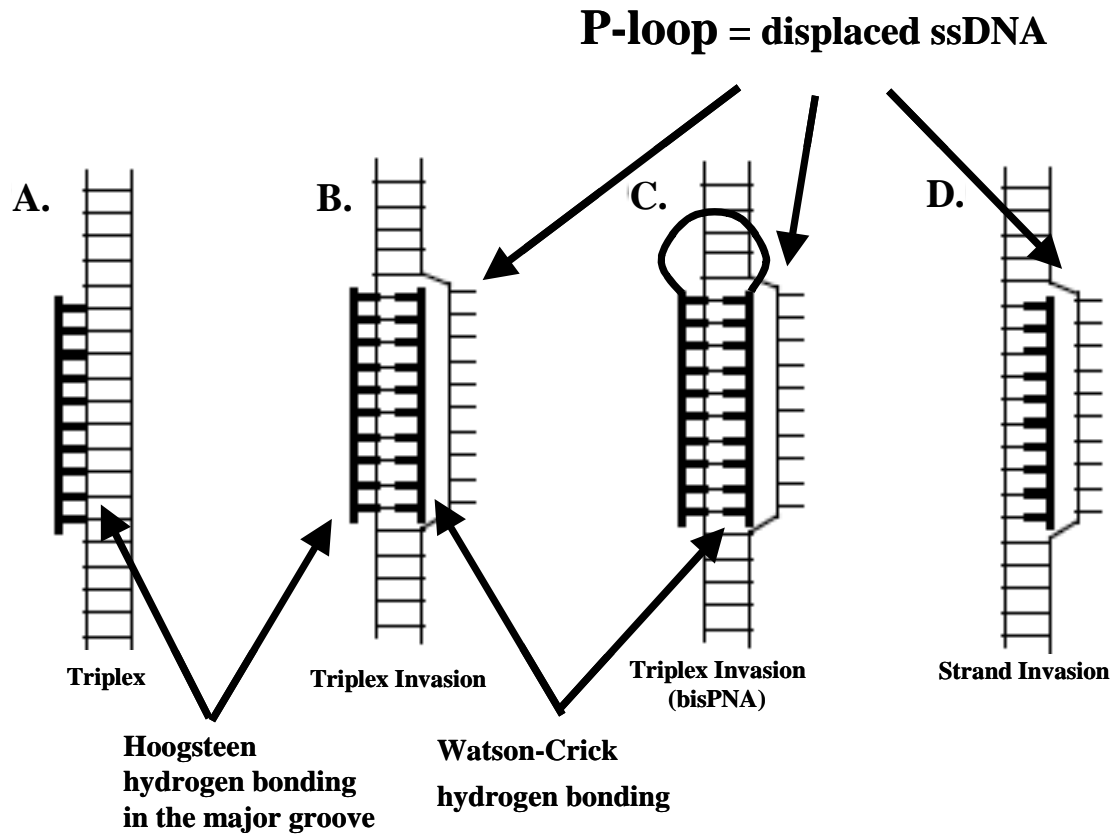 P-loop = displaced ssDNA
A.
B.
C.
D.
Triplex
Triplex Invasion
Triplex Invasion
(bisPNA)
Strand Invasion
Hoogsteen
hydrogen bonding
in the major groove
Watson-Crick
hydrogen bonding